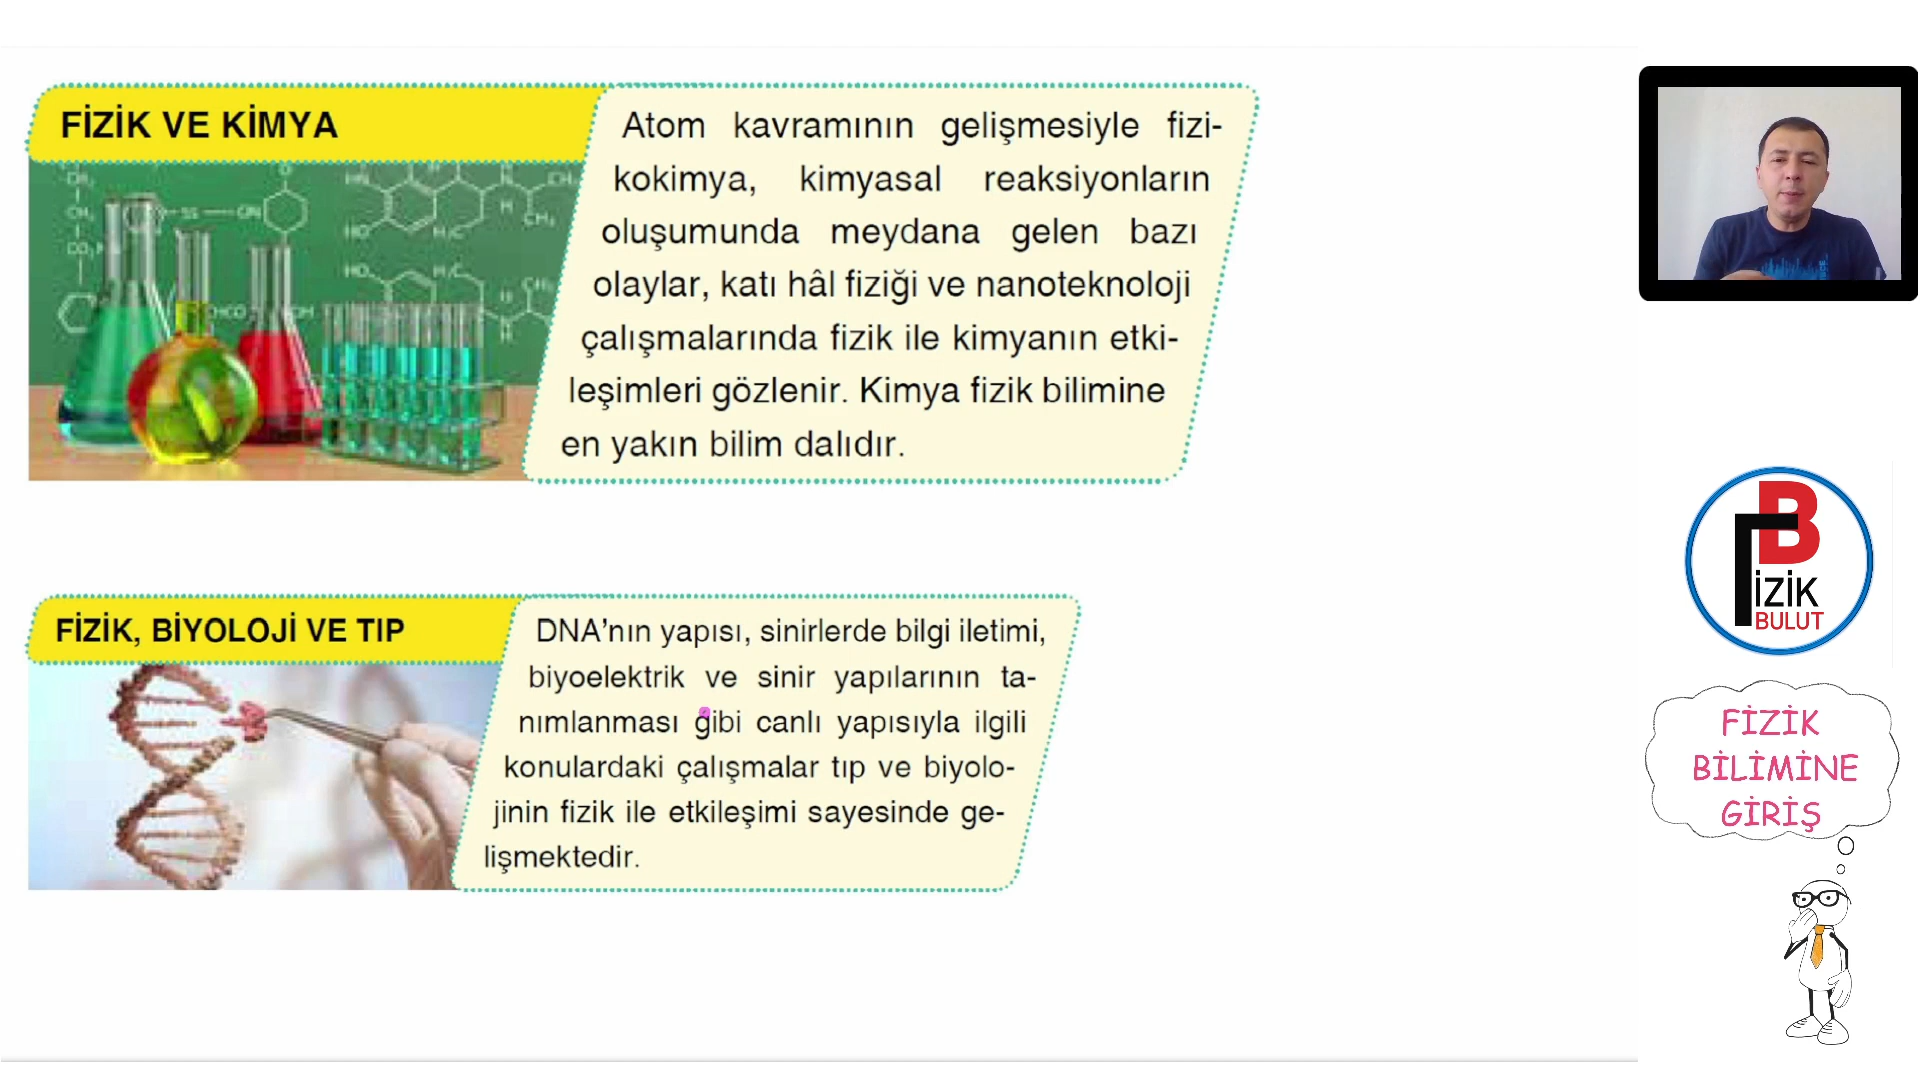 FİZİK VE KİMYA
Atom kavramının gelişmesiyle fizi-
kokimya, kimyasal reaksiyonların
oluşumunda meydana gelen bazı
olaylar, katı hâl fiziği ve nanoteknoloji
çalışmalarında fizik ile kimyanın etki-
leşimleri gözlenir. Kimya fizik bilimine
en yakın bilim dalıdır.
FİZİK, BİYOLOJİ VE TIP
DNA’nın yapısı, sinirlerde bilgi iletimi,
biyoelektrik ve sinir yapılarının ta-
nımlanması gibi canlı yapısıyla ilgili
konulardaki çalışmalar tıp ve biyolo-
jinin fizik ile etkileşimi sayesinde ge-
lişmektedir.
B
FİZİK
BULUT
FİZİK
BİLİMİNE
GİRİŞ